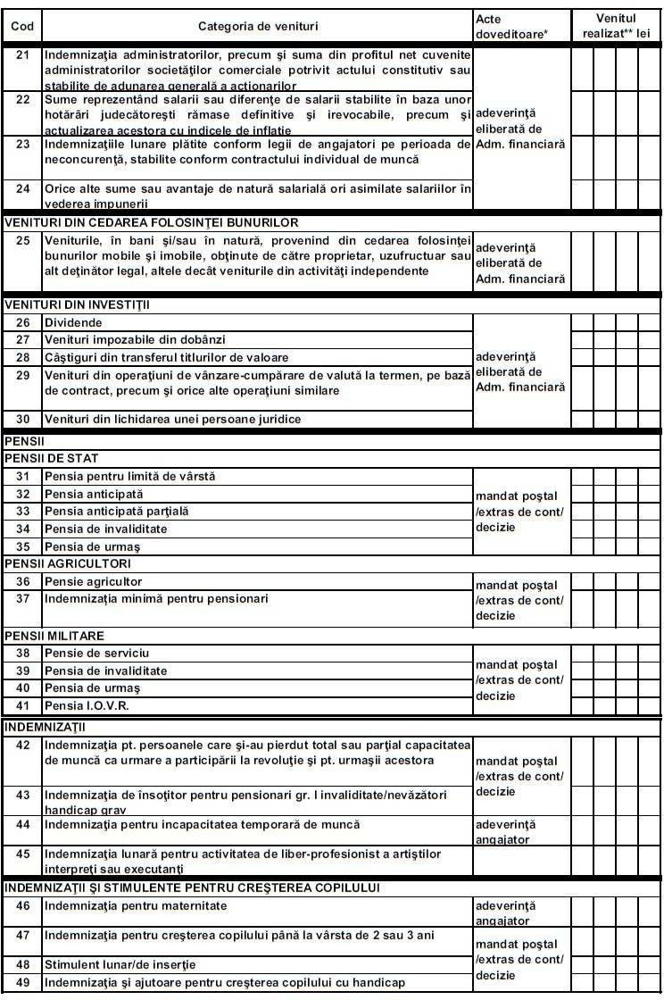 Cod
Categoria de venituri
Acte
doveditoare*
Venitul
realizat** lei
21
Indemnizaţia administratorilor, precum şi suma din profitul net cuvenite
administratorilor societăţilor comerciale potrivit actului constitutiv sau
stabilite de adunarea generală a actionarilor
22
Sume reprezentând salarii sau diferenţe de salarii stabilite în baza unor
hotărâri judecătoreşti rămase definitive şi irevocabile, precum şi
actualizarea acestora cu indicele de inflaţie
adeverinţă
eliberată de
Adm. financiară
23
Indemnizaţiile lunare plătite conform legii de angajatori pe perioada de
neconcurenţă, stabilite conform contractului individual de muncă
24
Orice alte sume sau avantaje de natură salarială ori asimilate salariilor în
vederea impunerii
VENITURI DIN CEDAREA FOLOSINŢEI BUNURILOR
25
Veniturile, în bani şi/sau în natură, provenind din cedarea folosinţei
bunurilor mobile şi imobile, obţinute de către proprietar, uzufructuar sau
alt deţinător legal, altele decât veniturile din activităţi independente
adeverinţă
eliberată de
Adm. financiară
VENITURI DIN INVESTIŢII
26
Dividende
27
Venituri impozabile din dobânzi
28
Câştiguri din transferul titlurilor de valoare
29
Venituri din operaţiuni de vânzare-cumpărare de valută la termen, pe bază
de contract, precum şi orice alte operaţiuni similare
adeverinţă
eliberată de
Adm. financiară
30
Venituri din lichidarea unei persoane juridice
PENSII
PENSII DE STAT
31
Pensia pentru limită de vârstă
32
Pensia anticipată
33
Pensia anticipată parţială
34
Pensia de invaliditate
35
Pensia de urmaş
mandat poştal
/extras de cont/
decizie
PENSII AGRICULTORI
36
Pensie agricultor
37
Indemnizaţia minimă pentru pensionari
mandat poştal
/extras de cont/
decizie
PENSII MILITARE
38
Pensie de serviciu
39
Pensia de invaliditate
40
Pensia de urmaş
41
Pensia I.O.V.R.
mandat poştal
/extras de cont/
decizie
INDEMNIZAŢII
42
Indemnizaţia pt. persoanele care şi-au pierdut total sau parţial capacitatea
de muncă ca urmare a participării la revoluţie şi pt. urmaşii acestora
mandat poştal
/extras de cont/
decizie
43
Indemnizaţia de însoţitor pentru pensionari gr. I invaliditate/nevăzători
handicap grav
44
Indemnizaţia pentru incapacitatea temporară de muncă
adeverinţă
angajator
45
Indemnizaţia lunară pentru activitatea de liber-profesionist a artiştilor
interpreţi sau executanţi
INDEMNIZAŢII ŞI STIMULENTE PENTRU CREŞTEREA COPILULUI
46
Indemnizaţia pentru maternitate
adeverinţă
angajator
47
Indemnizaţia pentru creşterea copilului până la vârsta de 2 sau 3 ani
48
Stimulent lunar/de inserţie
49
Indemnizaţia şi ajutoare pentru creşterea copilului cu handicap
mandat poştal
/extras de cont/
decizie